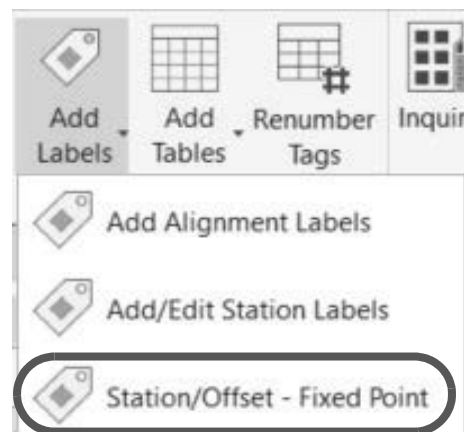 Add Labels
Add Tables
Renumber Tags
Add Alignment Labels
Add/Edit Station Labels
Station/Offset - Fixed Point